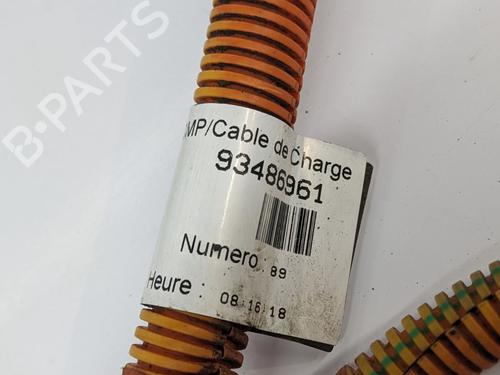 B-PARTS
MP/Cable de Charge
93486961
Numero : 89
Heure : 08:16:18